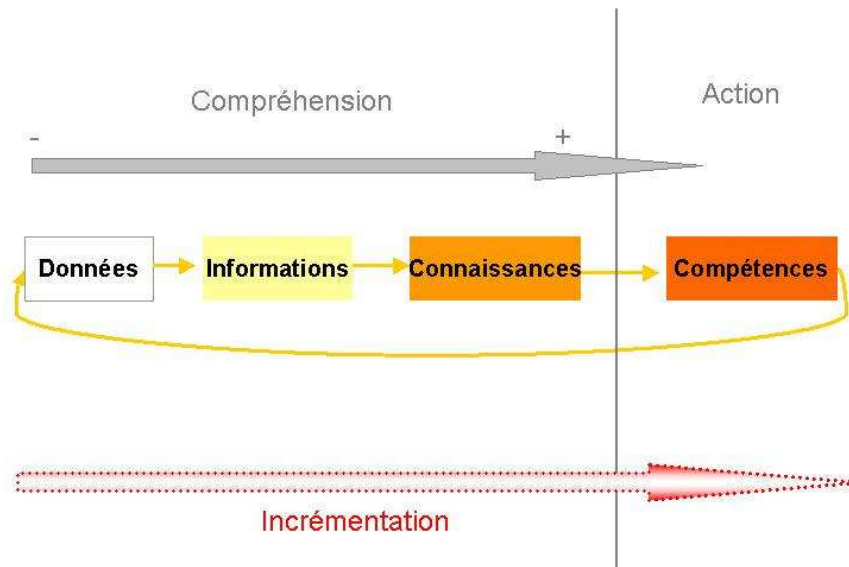 Compréhension
Action
- +
Données Informations Connaissances Compétences
Incrémentation